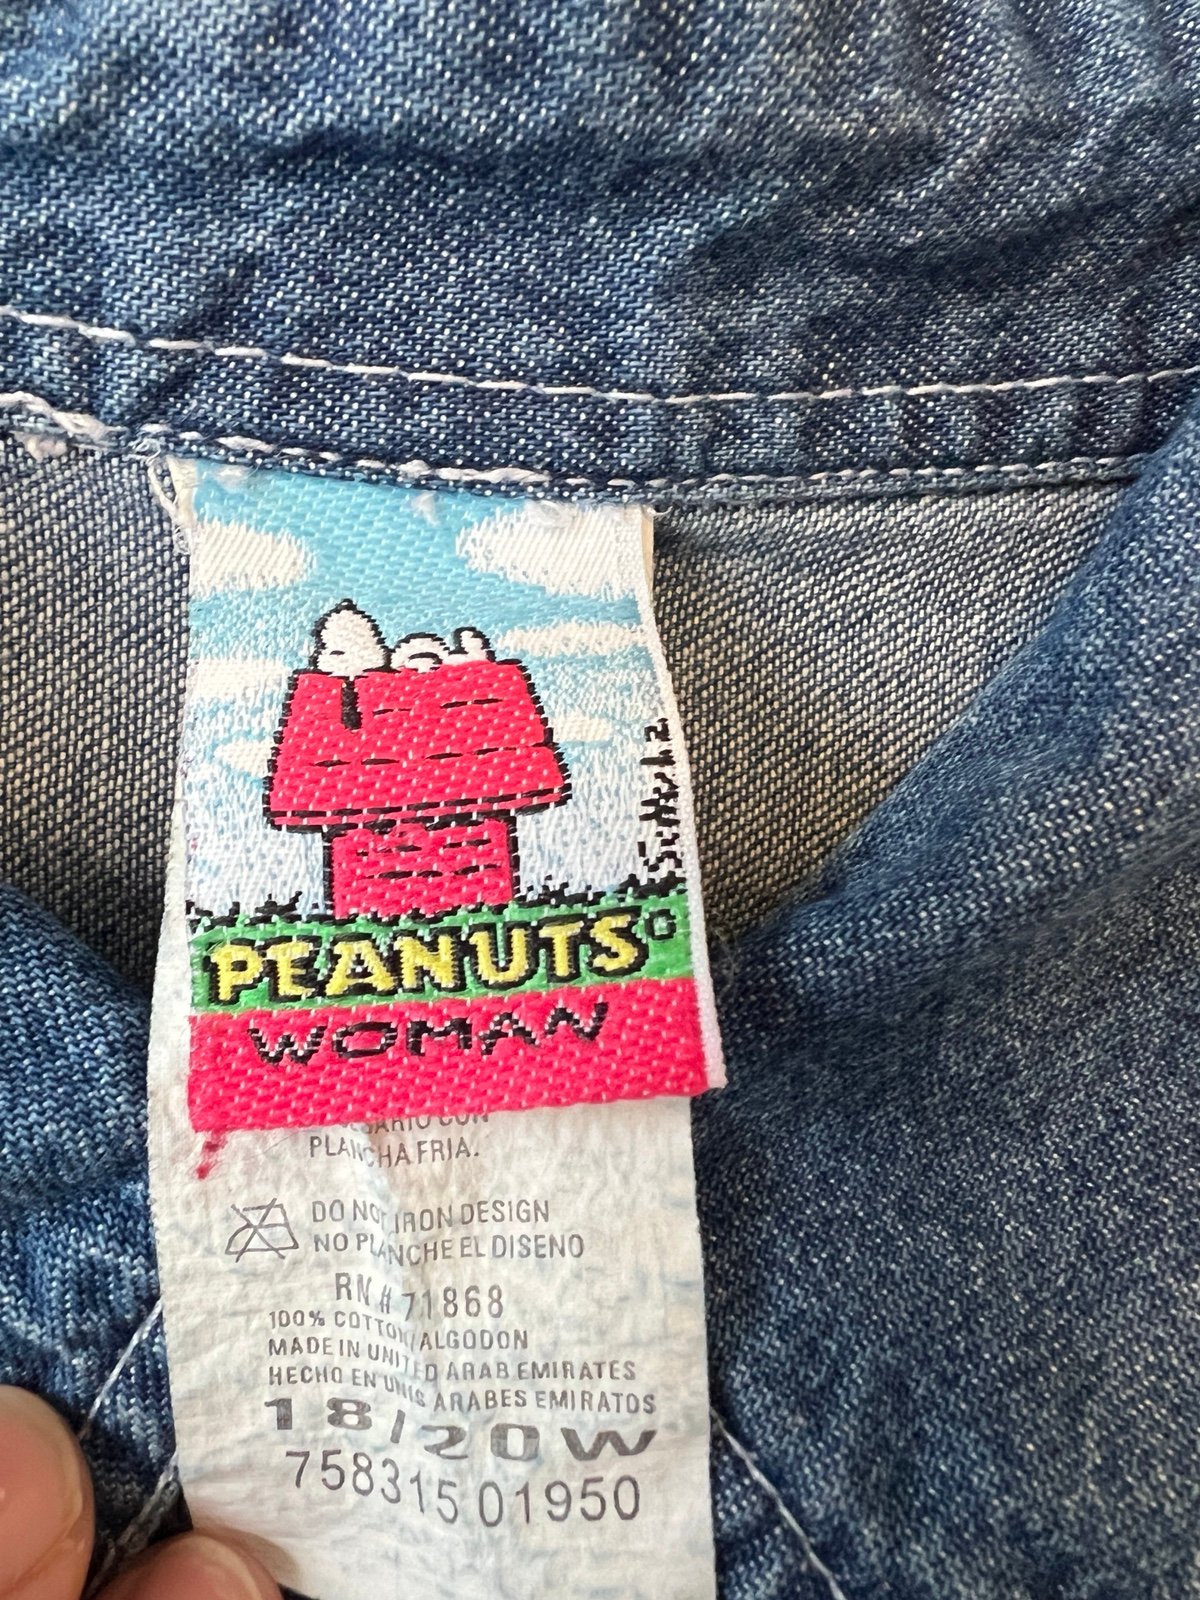 Schulz
PEANUTS©
WOMAN
CON
PLANCHA FRIA.
DO NOT IRON DESIGN
NO PLANCHE EL DISENO
RN # 71868
100% COTTON/ALGODON
MADE IN UNITED ARAB EMIRATES
HECHO EN UNIS ARABES EMIRATOS
18/20W
758315 01950